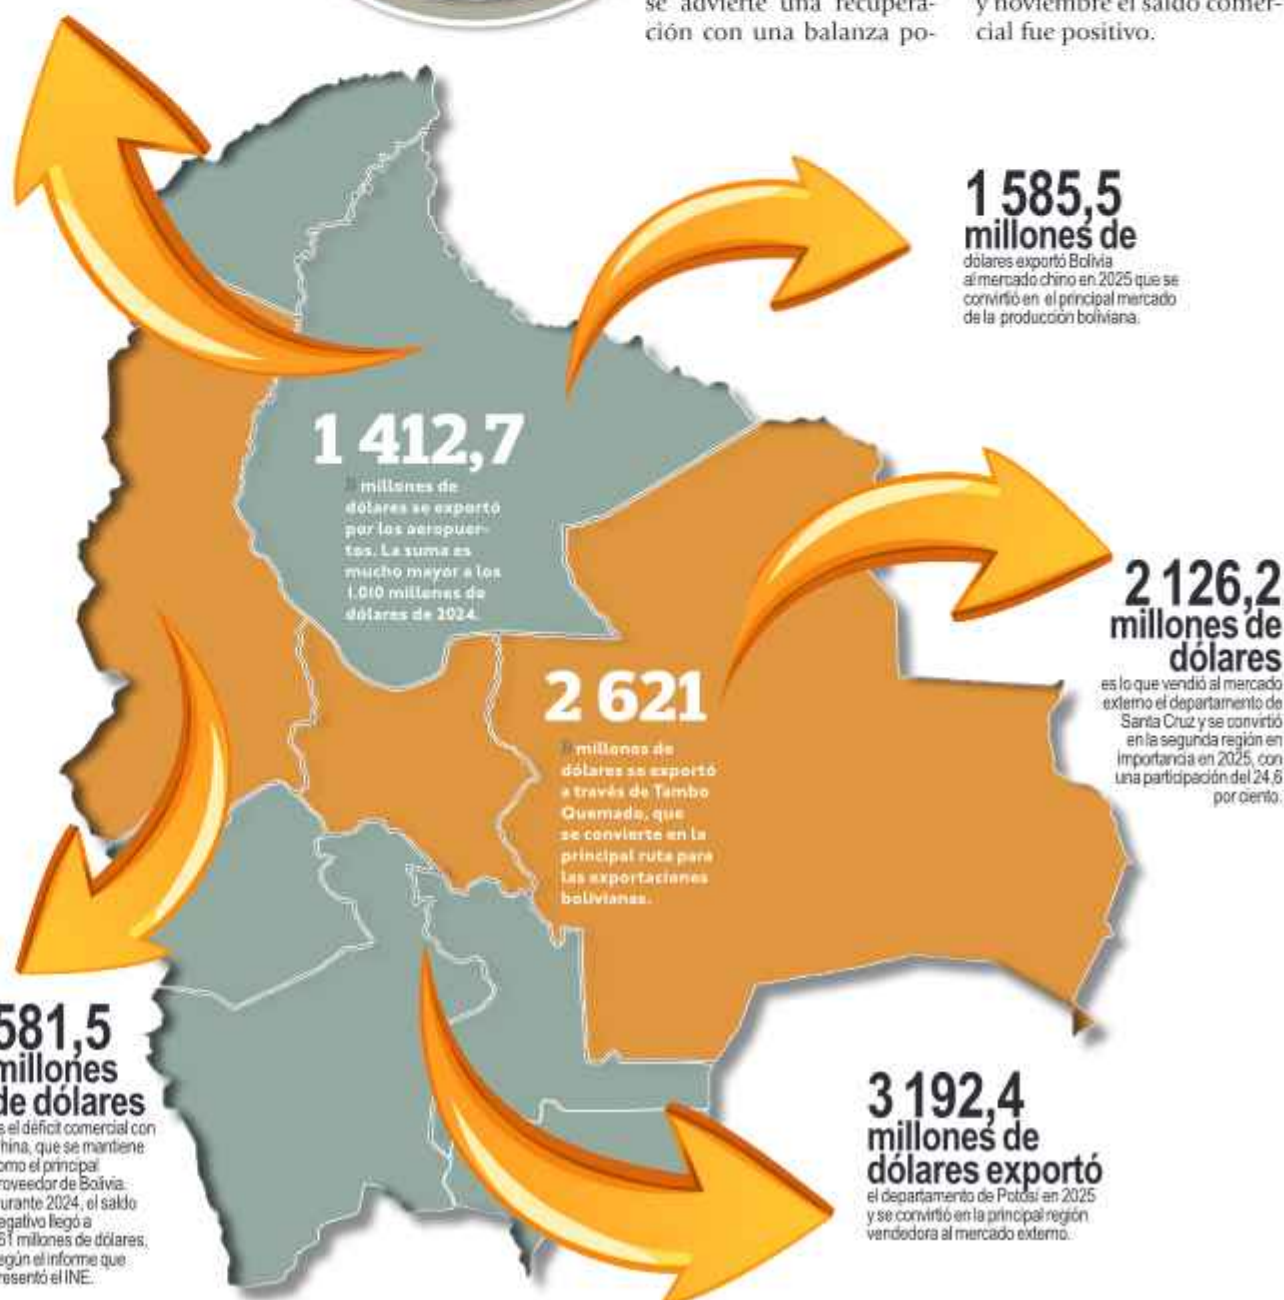 se advierte una recupera-
ción con una balanza po-
y noviembre el saldo comer-
cial fue positivo.
1 585,5
millones de
dólares exportó Bolivia
al mercado chino en 2025 que se
convirtió en el principal mercado
de la producción boliviana.
1 412,7
millones de
dólares se exportó
por los aeropuer-
tos. La suma es
mucho mayor a los
1.010 millones de
dólares de 2024.
2 126,2
millones de
dólares
es lo que vendió al mercado
externo el departamento de
Santa Cruz y se convirtió
en la segunda región en
importancia en 2025, con
una participación del 24,6
por ciento.
2 621
millones de
dólares se exportó
a través de Tambo
Quemado, que
se convierte en la
principal ruta para
las exportaciones
bolivianas.
581,5
millones
de dólares
s el déficit comercial con
hina, que se mantiene
omo el principal
roveedor de Bolivia.
urante 2024, el saldo
egativo llegó a
61 millones de dólares,
egún el informe que
resentó el INE.
3 192,4
millones de
dólares exportó
el departamento de Potosí en 2025
y se convirtió en la principal región
vendedora al mercado externo.